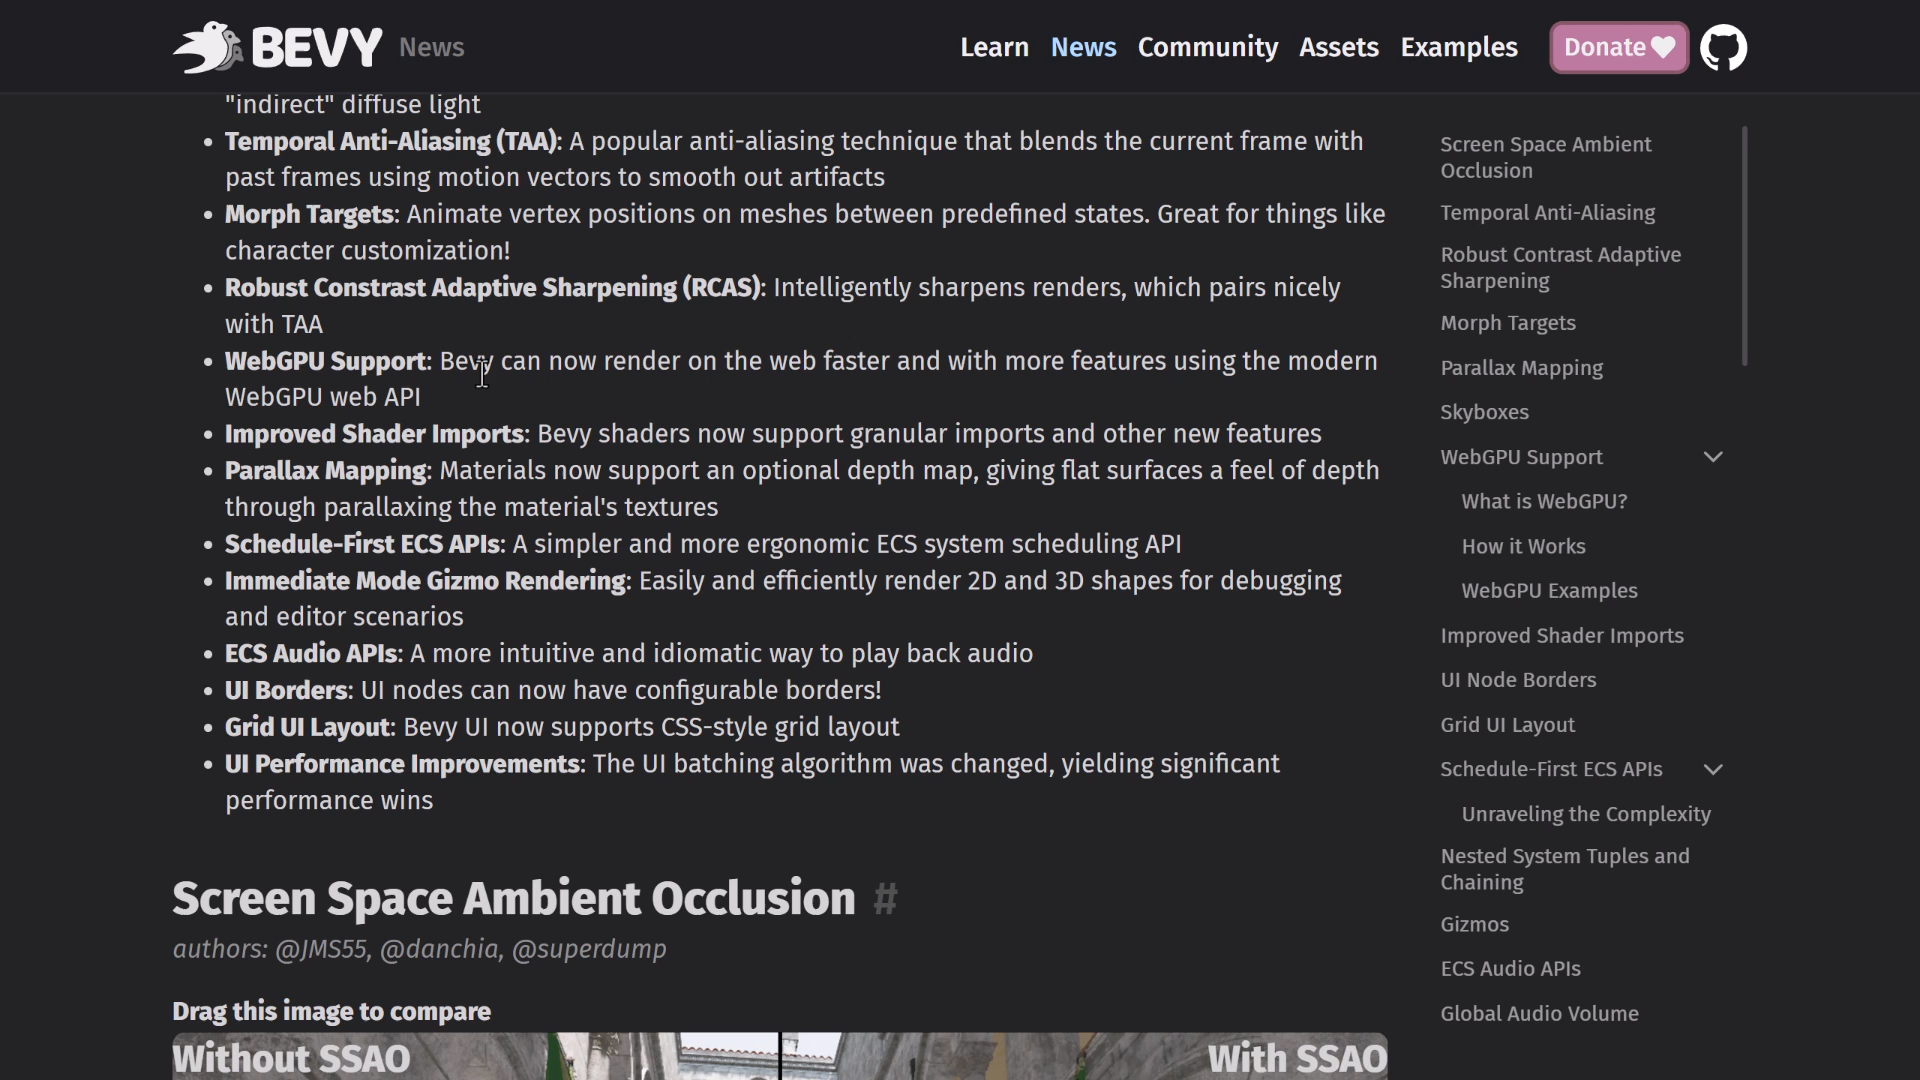 BEVY News
Learn News Community Assets Examples Donate
"indirect" diffuse light
• Temporal Anti-Aliasing (TAA): A popular anti-aliasing technique that blends the current frame with
past frames using motion vectors to smooth out artifacts
• Morph Targets: Animate vertex positions on meshes between predefined states. Great for things like
character customization!
• Robust Constrast Adaptive Sharpening (RCAS): Intelligently sharpens renders, which pairs nicely
with TAA
• WebGPU Support: Bevy can now render on the web faster and with more features using the modern
WebGPU web API
• Improved Shader Imports: Bevy shaders now support granular imports and other new features
• Parallax Mapping: Materials now support an optional depth map, giving flat surfaces a feel of depth
through parallaxing the material's textures
• Schedule-First ECS APIs: A simpler and more ergonomic ECS system scheduling API
• Immediate Mode Gizmo Rendering: Easily and efficiently render 2D and 3D shapes for debugging
and editor scenarios
• ECS Audio APIs: A more intuitive and idiomatic way to play back audio
• UI Borders: UI nodes can now have configurable borders!
• Grid UI Layout: Bevy UI now supports CSS-style grid layout
• UI Performance Improvements: The UI batching algorithm was changed, yielding significant
performance wins
Screen Space Ambient Occlusion #
authors: @JMS55, @danchia, @superdump
Drag this image to compare
Without SSAO
With SSAO
Screen Space Ambient
Occlusion
Temporal Anti-Aliasing
Robust Contrast Adaptive
Sharpening
Morph Targets
Parallax Mapping
Skyboxes
WebGPU Support
What is WebGPU?
How it Works
WebGPU Examples
Improved Shader Imports
UI Node Borders
Grid UI Layout
Schedule-First ECS APIs
Unraveling the Complexity
Nested System Tuples and
Chaining
Gizmos
ECS Audio APIs
Global Audio Volume